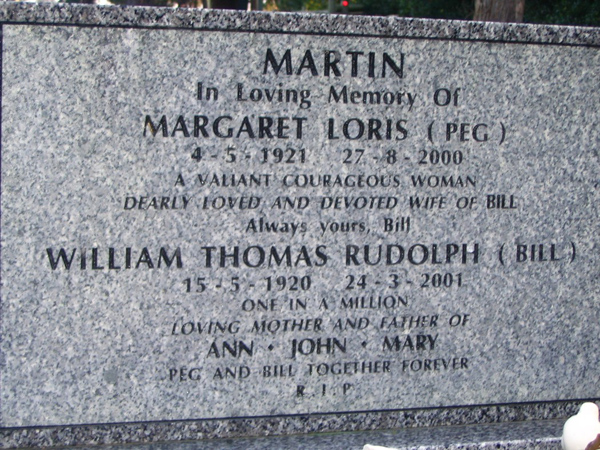 MARTIN
In Loving Memory Of
MARGARET LORIS ( PEG )
4 - 5 - 1921 27 - 8 - 2000
A VALIANT COURAGEOUS WOMAN
DEARLY LOVED AND DEVOTED WIFE OF BILL
Always yours, Bill
WILLIAM THOMAS RUDOLPH ( BILL )
15 - 5 - 1920 24 - 3 - 2001
ONE IN A MILLION
LOVING MOTHER AND FATHER OF
ANN · JOHN · MARY
PEG AND BILL TOGETHER FOREVER
R . I . P